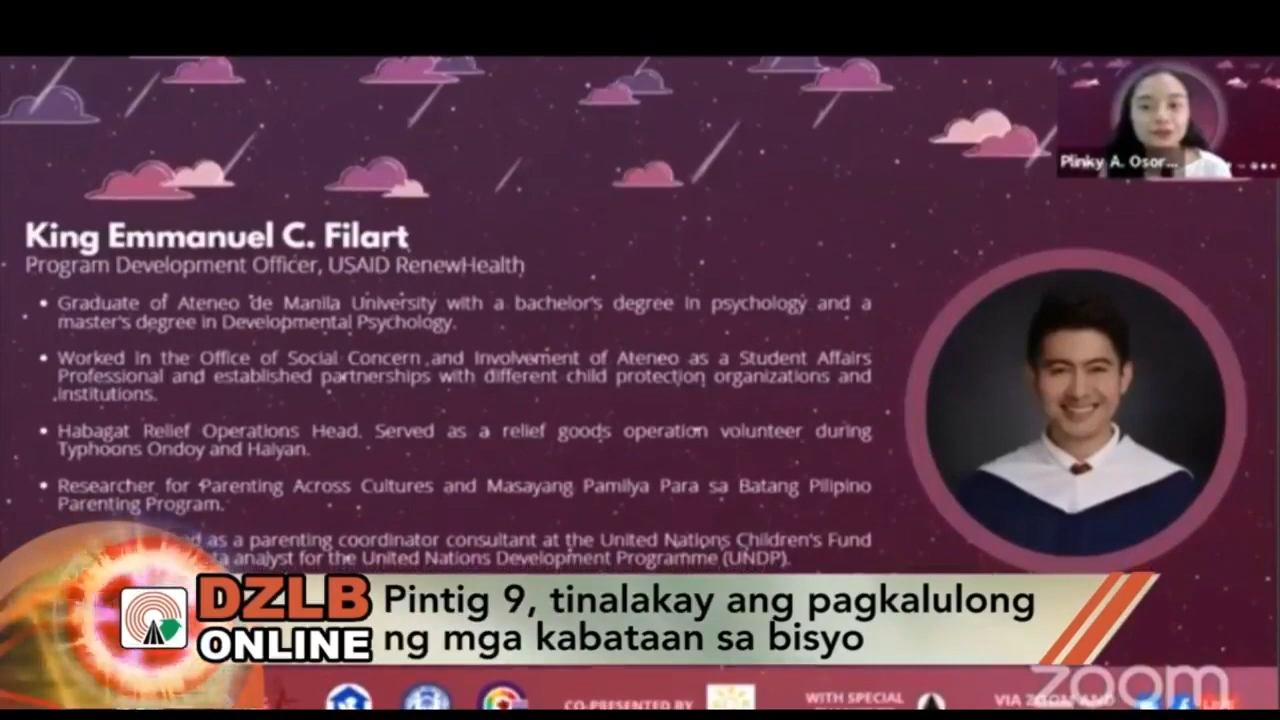 Plinky A. Osor...
King Emmanuel C. Filart
Program Development Officer, USAID RenewHealth
• Graduate of Ateneo de Manila University with a bachelor's degree in psychology and a
master's degree in Developmental Psychology.
• Worked in the Office of Social Concern and Involvement of Ateneo as a Student Affairs
Professional and established partnerships with different child protection organizations and
institutions.
• Habagat Relief Operations Head. Served as a relief goods operation volunteer during
Typhoons Ondoy and Haiyan.
• Researcher for Parenting Across Cultures and Masayang Pamilya Para sa Batang Pilipino
Parenting Program.
as a parenting coordinator consultant at the United Nations Children's Fund
analyst for the United Nations Development Programme (UNDP).
DZLB
ONLINE
Pintig 9, tinalakay ang pagkalulong
ng mga kabataan sa bisyo
zoom
CO-PRESENTED BY
WITH SPECIAL
VIA ZOOM AND